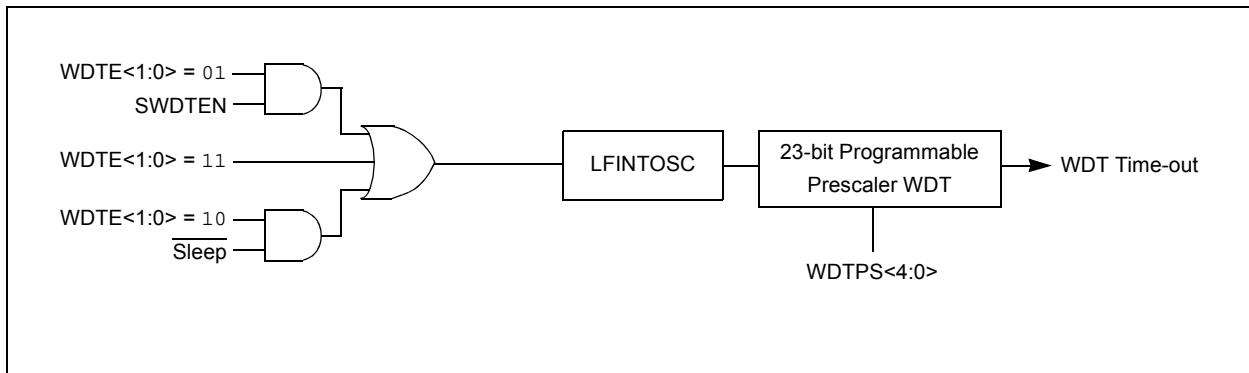 WDTE<1:0> = 01
SWDTEN
WDTE<1:0> = 11
WDTE<1:0> = 10
Sleep
LFINTOSC
23-bit Programmable
Prescaler WDT
WDT Time-out
WDTPS<4:0>